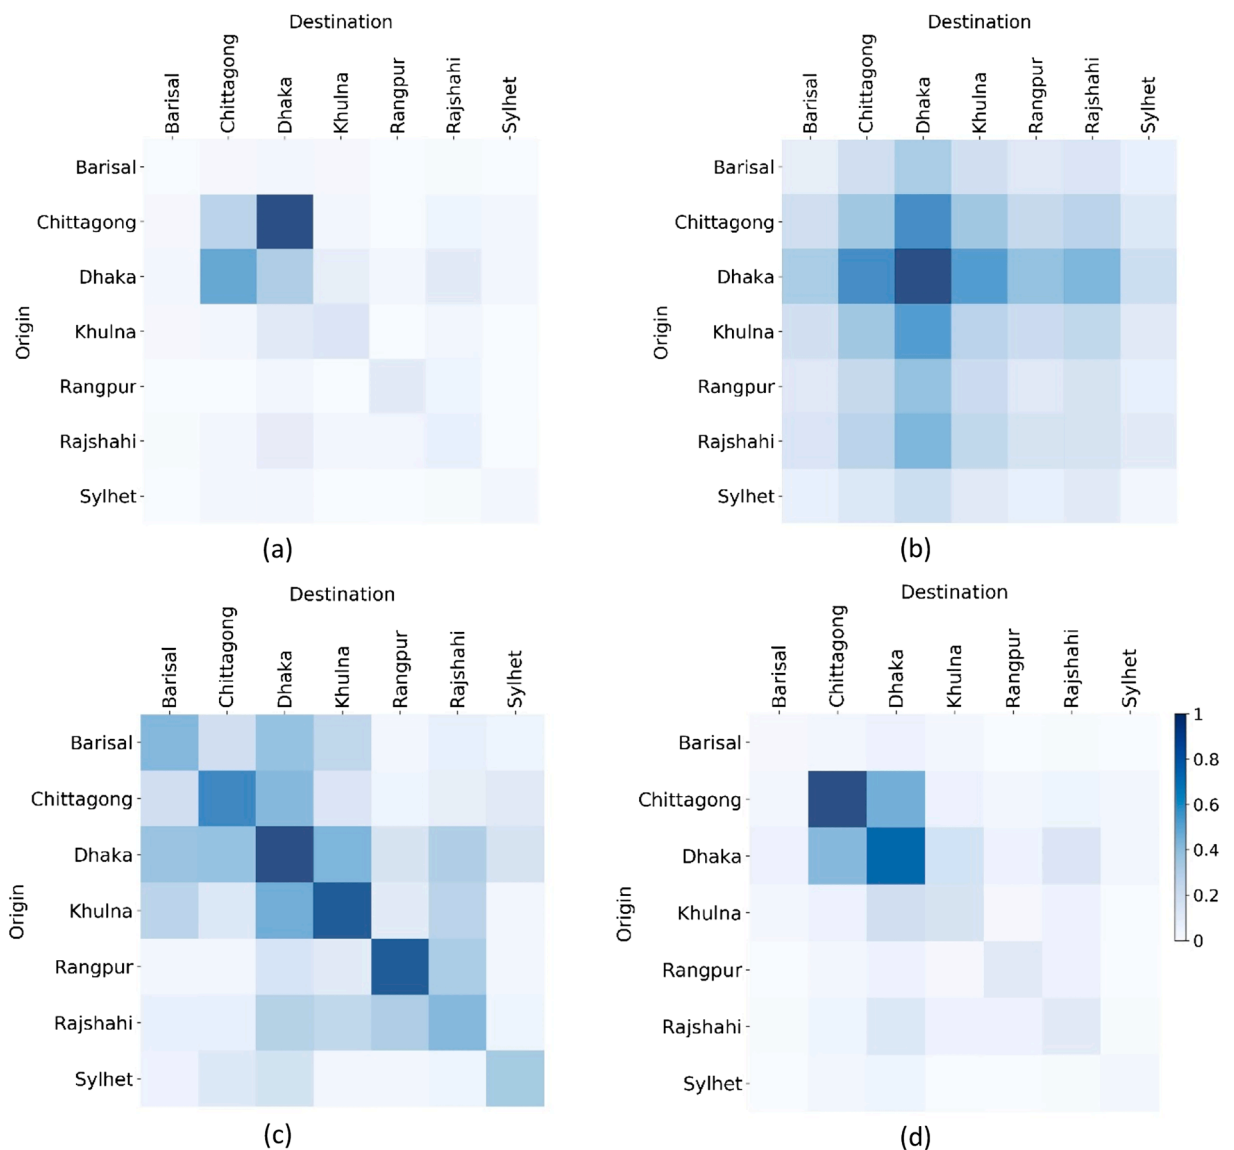 Destination
Barisal Chittagong Dhaka Khulna Rangpur Rajshahi Sylhet
Origin
Barisal
Chittagong
Dhaka
Khulna
Rangpur
Rajshahi
Sylhet
(a)
Destination
Barisal Chittagong Dhaka Khulna Rangpur Rajshahi Sylhet
Origin
Barisal
Chittagong
Dhaka
Khulna
Rangpur
Rajshahi
Sylhet
(b)
Destination
Barisal Chittagong Dhaka Khulna Rangpur Rajshahi Sylhet
Origin
Barisal
Chittagong
Dhaka
Khulna
Rangpur
Rajshahi
Sylhet
(c)
Destination
Barisal Chittagong Dhaka Khulna Rangpur Rajshahi Sylhet
Origin
Barisal
Chittagong
Dhaka
Khulna
Rangpur
Rajshahi
Sylhet
1
0.8
0.6
0.4
0.2
0
(d)